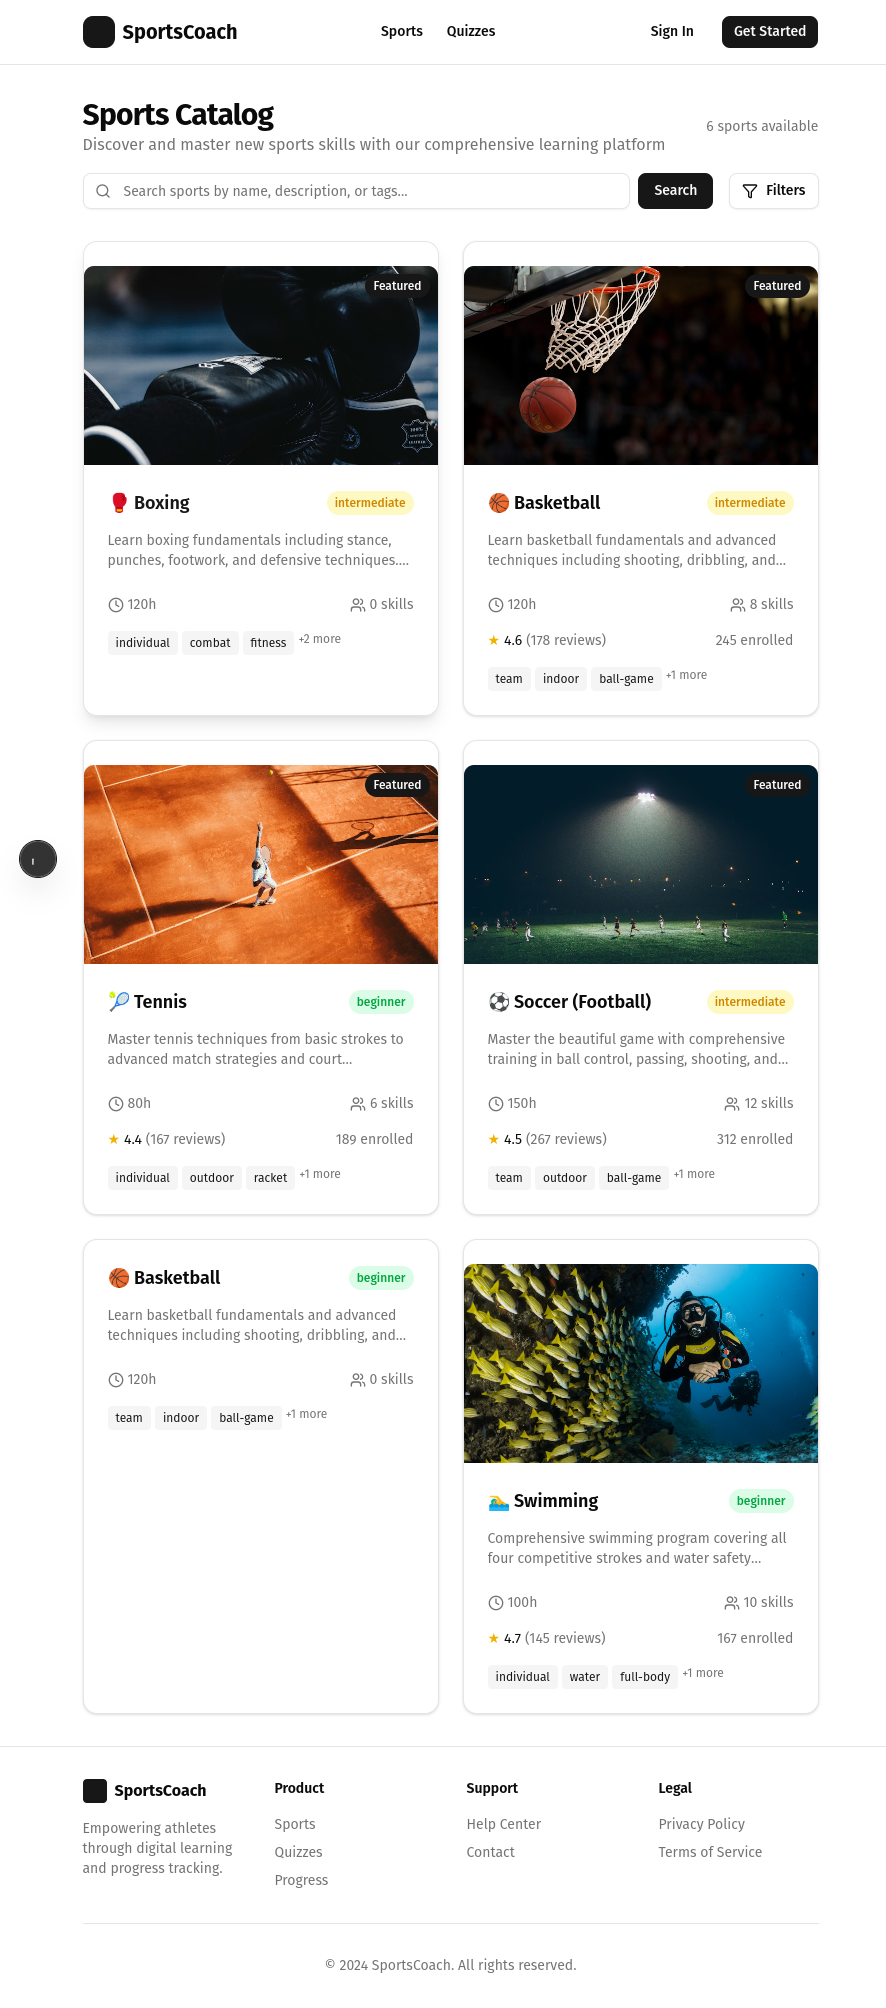 SportsCoach
Sports
Quizzes
Sign In
Get Started
Sports Catalog
Discover and master new sports skills with our comprehensive learning platform
6 sports available
Search sports by name, description, or tags...
Search
Filters
Featured
🥊 Boxing
intermediate
Learn boxing fundamentals including stance,
punches, footwork, and defensive techniques....
120h
0 skills
individual
combat
fitness
+2 more
Featured
🏀 Basketball
intermediate
Learn basketball fundamentals and advanced
techniques including shooting, dribbling, and...
120h
8 skills
★ 4.6 (178 reviews)
245 enrolled
team
indoor
ball-game
+1 more
Featured
🎾 Tennis
beginner
Master tennis techniques from basic strokes to
advanced match strategies and court...
80h
6 skills
★ 4.4 (167 reviews)
189 enrolled
individual
outdoor
racket
+1 more
Featured
⚽ Soccer (Football)
intermediate
Master the beautiful game with comprehensive
training in ball control, passing, shooting, and...
150h
12 skills
★ 4.5 (267 reviews)
312 enrolled
team
outdoor
ball-game
+1 more
🏀 Basketball
beginner
Learn basketball fundamentals and advanced
techniques including shooting, dribbling, and...
120h
0 skills
team
indoor
ball-game
+1 more
🏊 Swimming
beginner
Comprehensive swimming program covering all
four competitive strokes and water safety...
100h
10 skills
★ 4.7 (145 reviews)
167 enrolled
individual
water
full-body
+1 more
SportsCoach
Empowering athletes
through digital learning
and progress tracking.
Product
Sports
Quizzes
Progress
Support
Help Center
Contact
Legal
Privacy Policy
Terms of Service
© 2024 SportsCoach. All rights reserved.